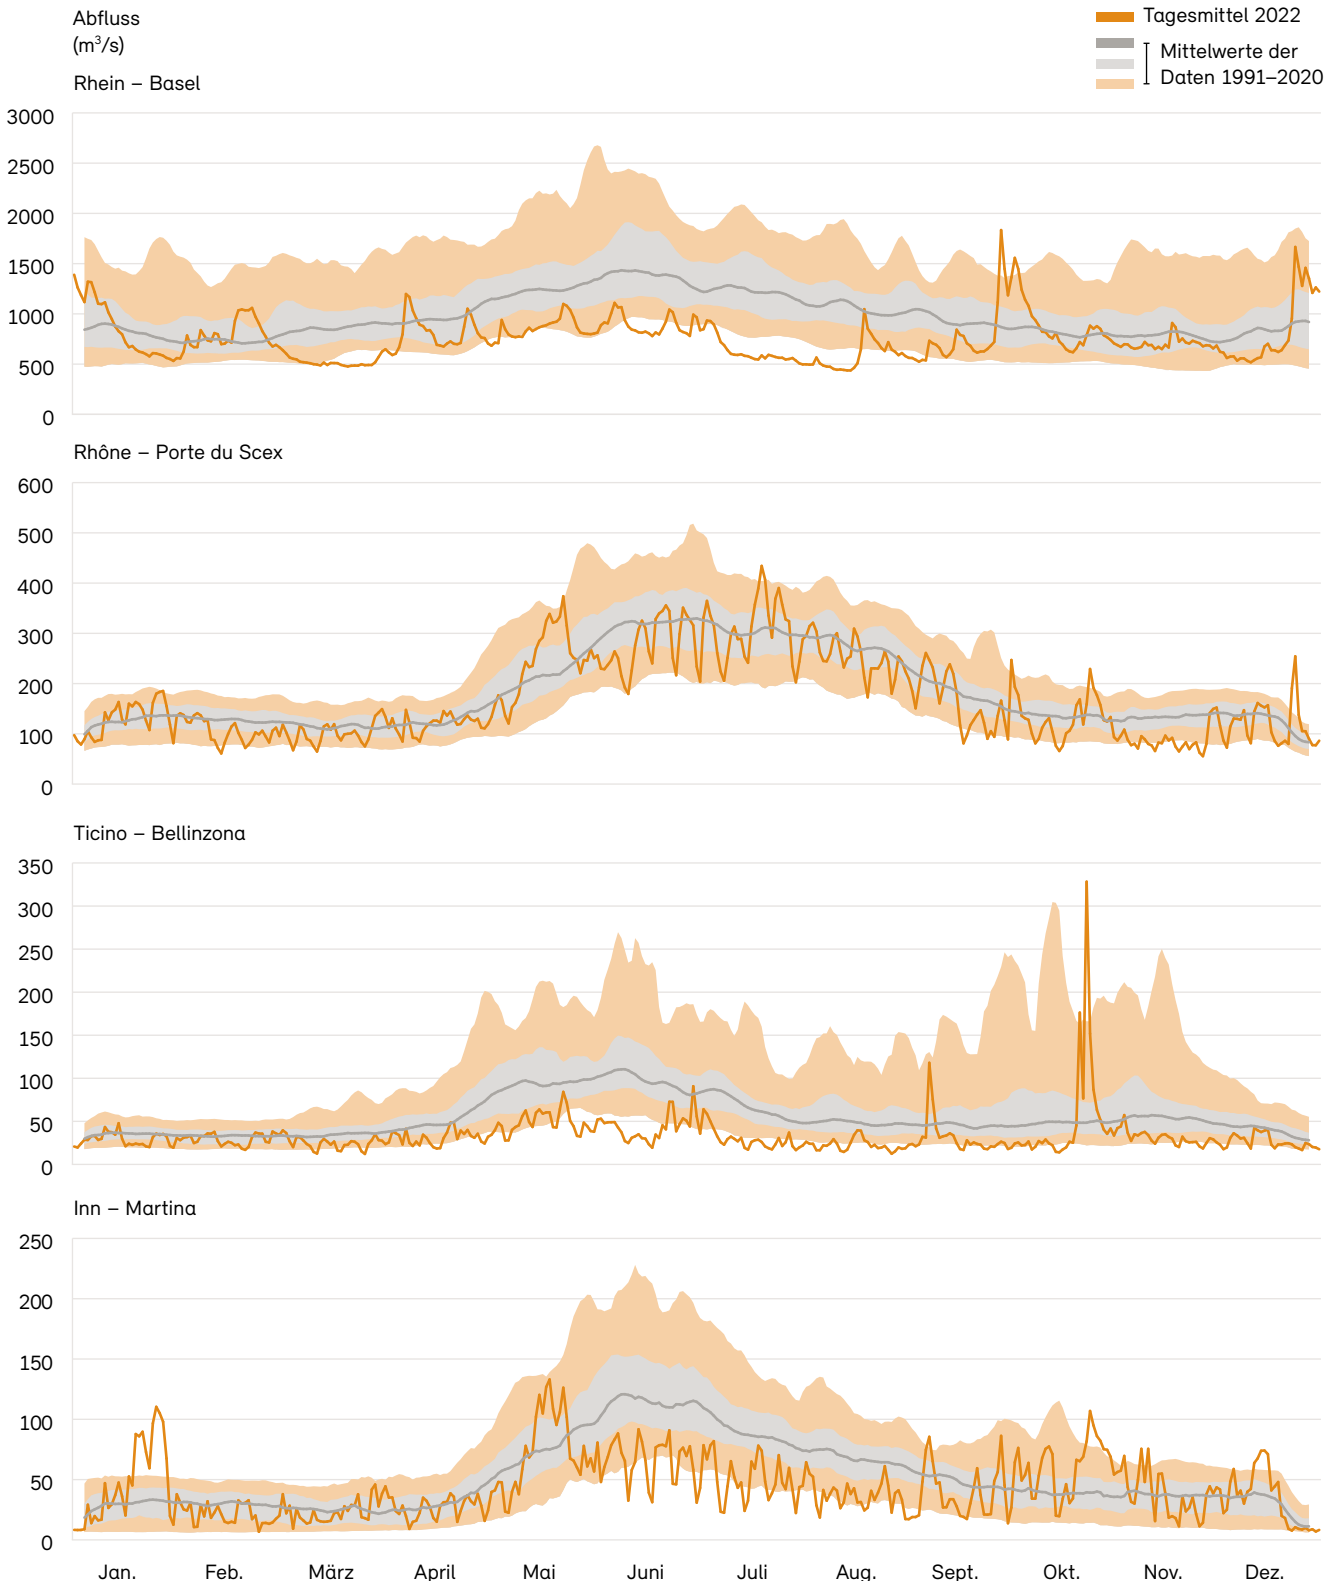 Abfluss
(m³/s)
Tagesmittel 2022
Mittelwerte der
Daten 1991–2020
Rhein – Basel
3000
2500
2000
1500
1000
500
0
Rhône – Porte du Scex
600
500
400
300
200
100
0
Ticino – Bellinzona
350
300
250
200
150
100
50
0
Inn – Martina
250
200
150
100
50
0
Jan. Feb. März April Mai Juni Juli Aug. Sept. Okt. Nov. Dez.